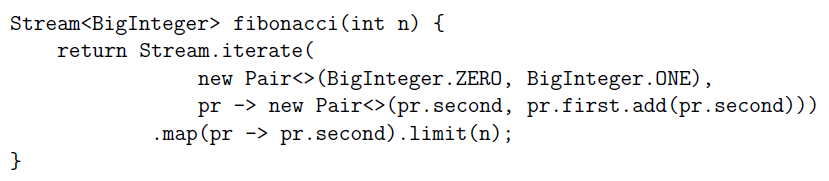 Stream<BigInteger> fibonacci(int n) {
    return Stream.iterate(
                new Pair<>(BigInteger.ZERO, BigInteger.ONE),
                pr -> new Pair<>(pr.second, pr.first.add(pr.second)))
            .map(pr -> pr.second).limit(n);
}